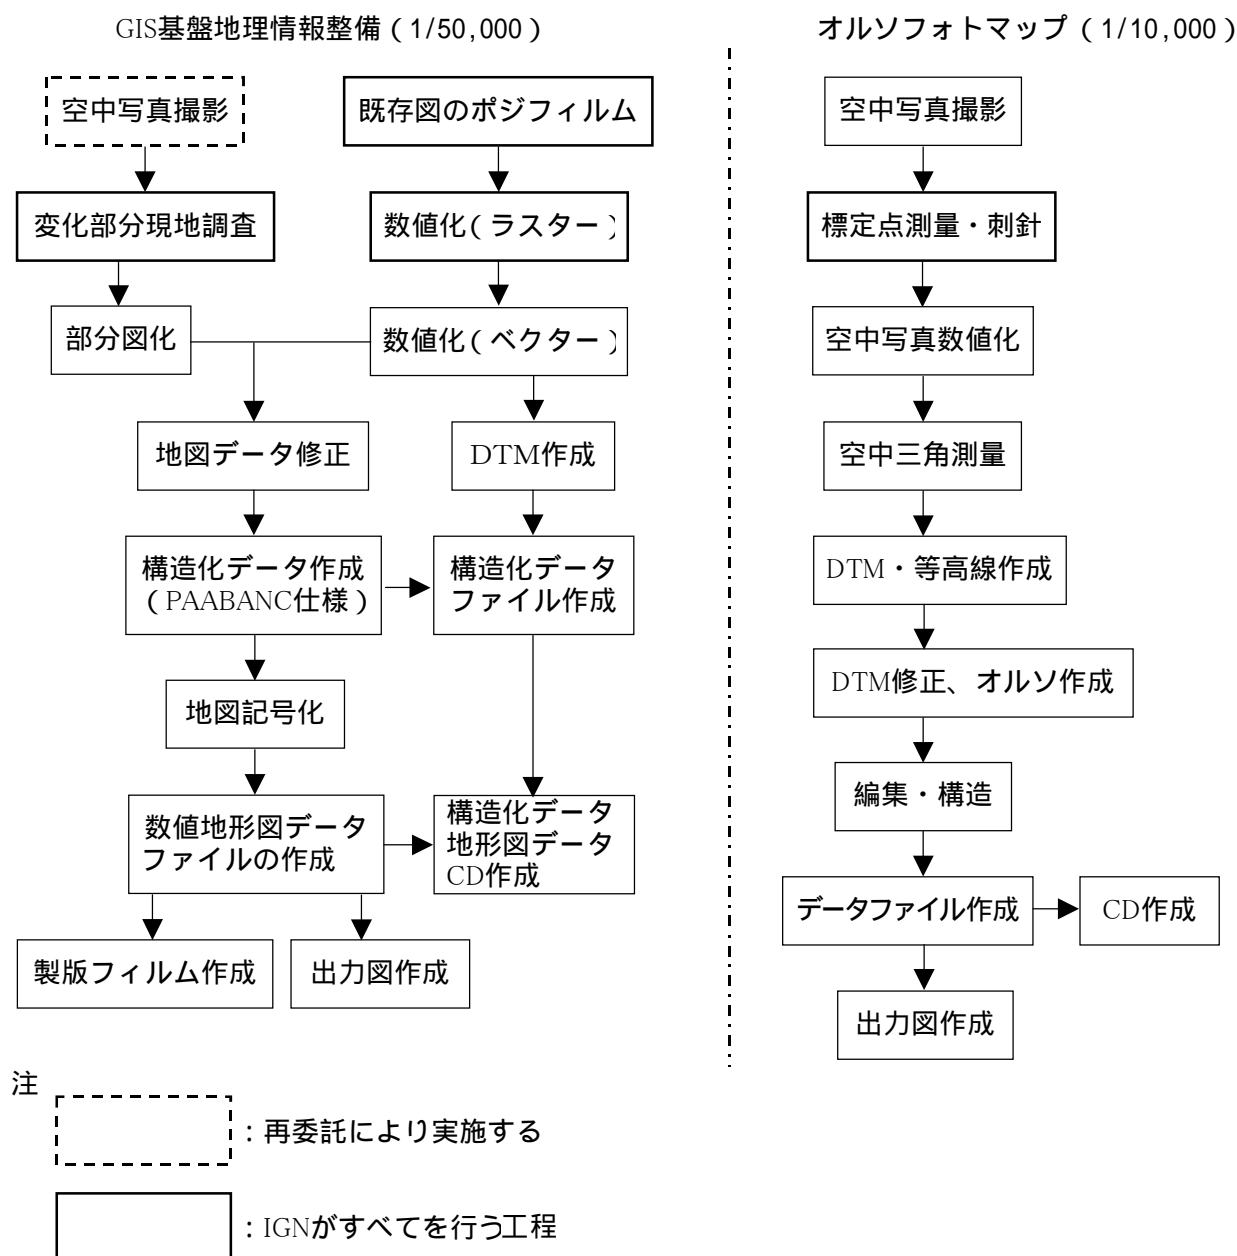 GIS基盤地理情報整備（1/50,000）
空中写真撮影
既存図のポジフィルム
変化部分現地調査
数値化（ラスター）
部分図化
数値化（ベクター）
地図データ修正
DTM作成
構造化データ作成
（PAABANC仕様）
構造化データ
ファイル作成
地図記号化
数値地形図データ
ファイルの作成
構造化データ
地形図データ
CD作成
製版フィルム作成
出力図作成
オルソフォトマップ（1/10,000）
空中写真撮影
標定点測量・刺針
空中写真数値化
空中三角測量
DTM・等高線作成
DTM修正、オルソ作成
編集・構造
データファイル作成
CD作成
出力図作成
注
：再委託により実施する
：IGNがすべてを行う工程